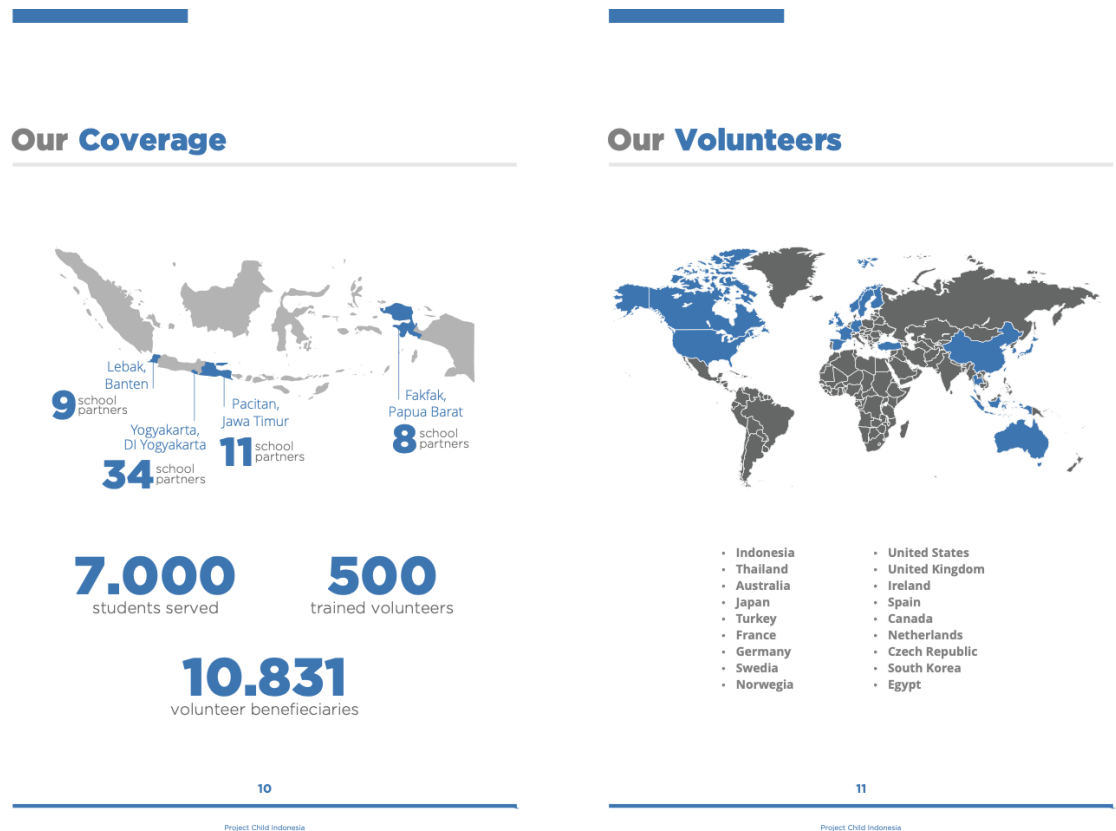 Our Coverage
Lebak,
Banten
9 school
partners
Yogyakarta,
DI Yogyakarta
34 school
partners
Pacitan,
Jawa Timur
11 school
partners
Fakfak,
Papua Barat
8 school
partners
7.000
students served
500
trained volunteers
10.831
volunteer benefieciaries
10
Project Child Indonesia
Our Volunteers
• Indonesia
• Thailand
• Australia
• Japan
• Turkey
• France
• Germany
• Swedia
• Norwegia
• United States
• United Kingdom
• Ireland
• Spain
• Canada
• Netherlands
• Czech Republic
• South Korea
• Egypt
11
Project Child Indonesia